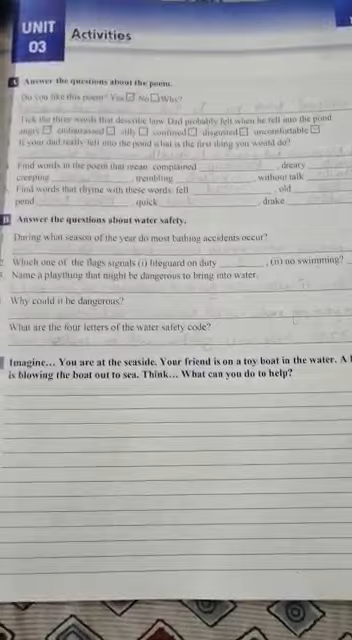 UNIT
03
Activities
A Answer the questions about the poem.
Do you like this poem? Yes No Why?
Tick the three words that describe how Dad probably felt when he fell into the pond.
angry embarrassed silly confused disgusted uncomfortable
If your dad really fell into the pond what is the first thing you would do?
Find words in the poem that mean: complained , dreary
creeping , trembling , without talk
Find words that rhyme with these words: fell , old
pond , quick , drake
B Answer the questions about water safety.
During what season of the year do most bathing accidents occur?
2. Which one of the flags signals (i) lifeguard on duty , (ii) no swimming?
3. Name a plaything that might be dangerous to bring into water.
Why could it be dangerous?
What are the four letters of the water safety code?
Imagine... You are at the seaside. Your friend is on a toy boat in the water. A
is blowing the boat out to sea. Think... What can you do to help?